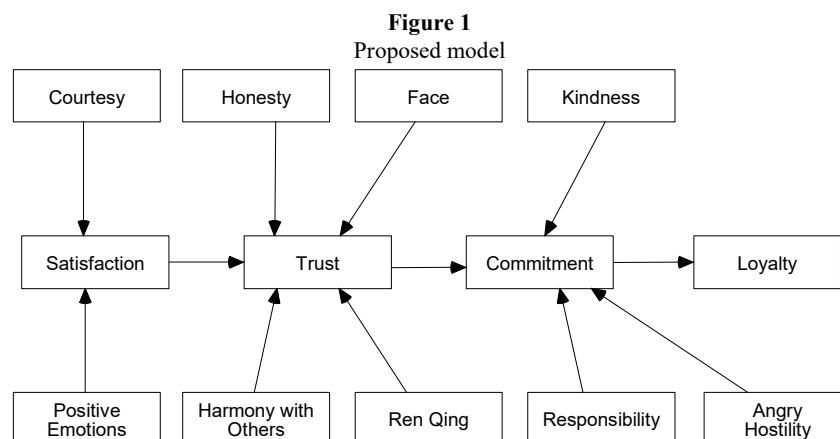 Figure 1
Proposed model
Courtesy
Honesty
Face
Kindness
Satisfaction
Trust
Commitment
Loyalty
Positive
Emotions
Harmony with
Others
Ren Qing
Responsibility
Angry
Hostility